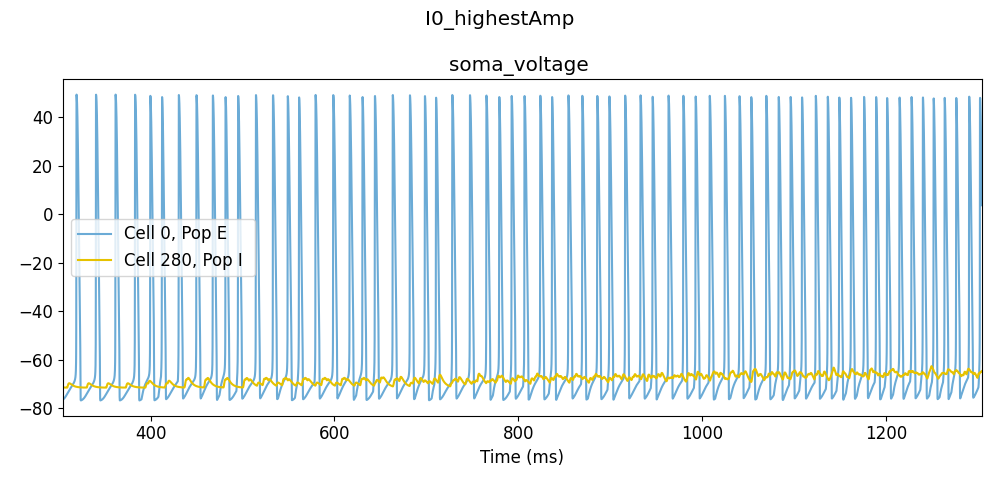 I0_highestAmp
soma_voltage
40
20
0
−20
−40
−60
−80
Cell 0, Pop E
Cell 280, Pop I
400 600 800 1000 1200
Time (ms)